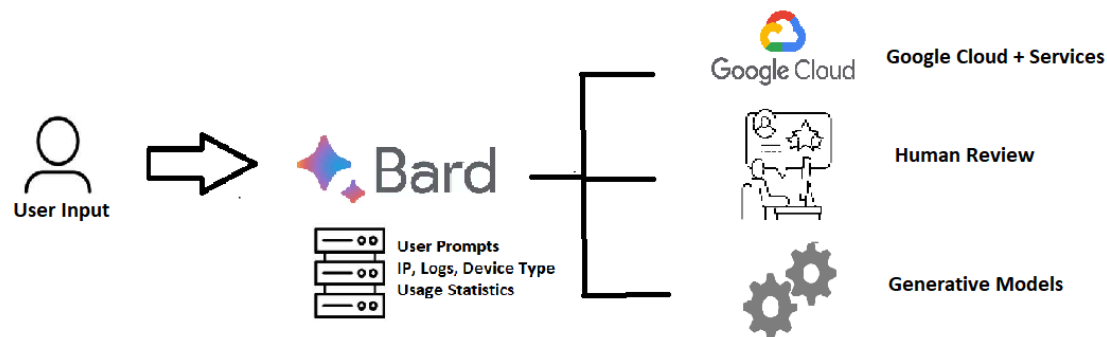 User Input
Bard
User Prompts
IP, Logs, Device Type
Usage Statistics
Google Cloud
Google Cloud + Services
Human Review
Generative Models